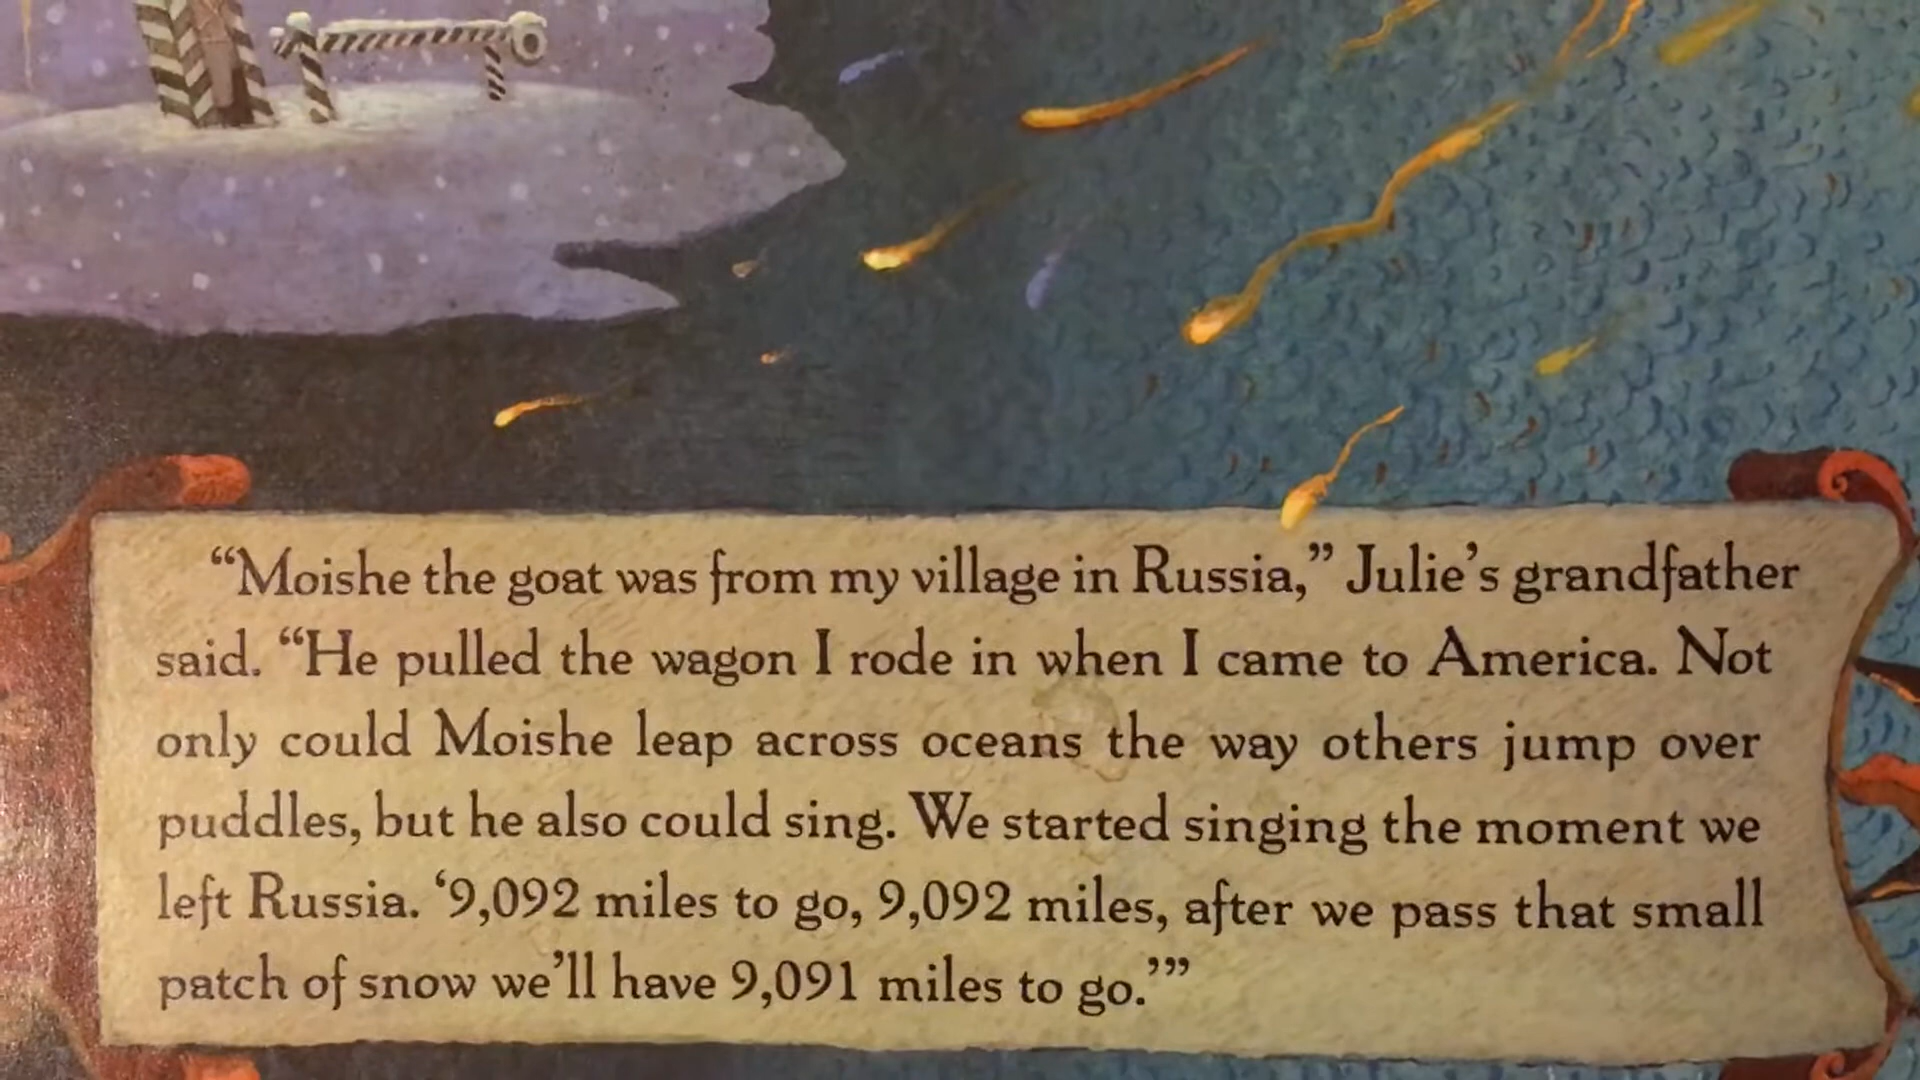 “Moishe the goat was from my village in Russia,” Julie’s grandfather
said. “He pulled the wagon I rode in when I came to America. Not
only could Moishe leap across oceans the way others jump over
puddles, but he also could sing. We started singing the moment we
left Russia. ‘9,092 miles to go, 9,092 miles, after we pass that small
patch of snow we’ll have 9,091 miles to go.’”